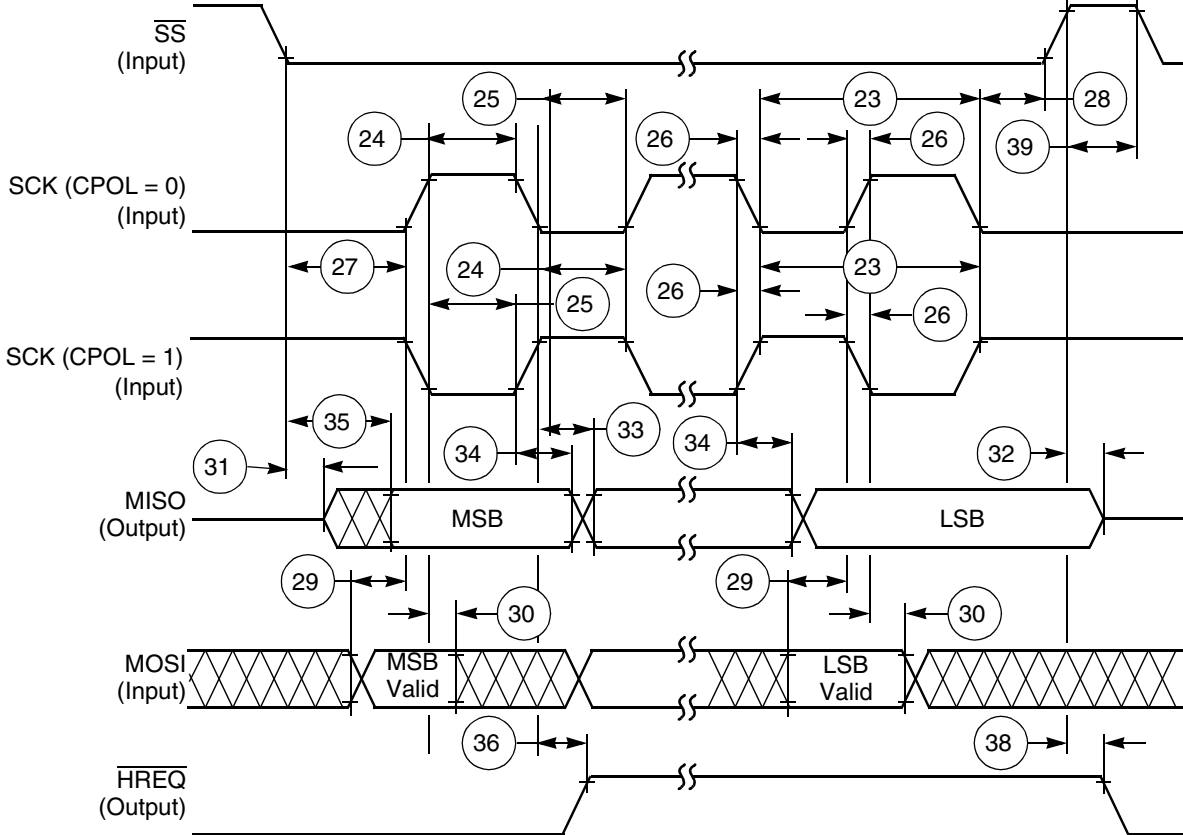 SS
(Input)
25
23
28
24
26
26
39
SCK (CPOL = 0)
(Input)
27
24
23
26
25
26
SCK (CPOL = 1)
(Input)
35
33
34
34
31
32
MISO
(Output)
MSB
LSB
29
29
30
30
MOSI
(Input)
MSB
Valid
LSB
Valid
36
38
HREQ
(Output)